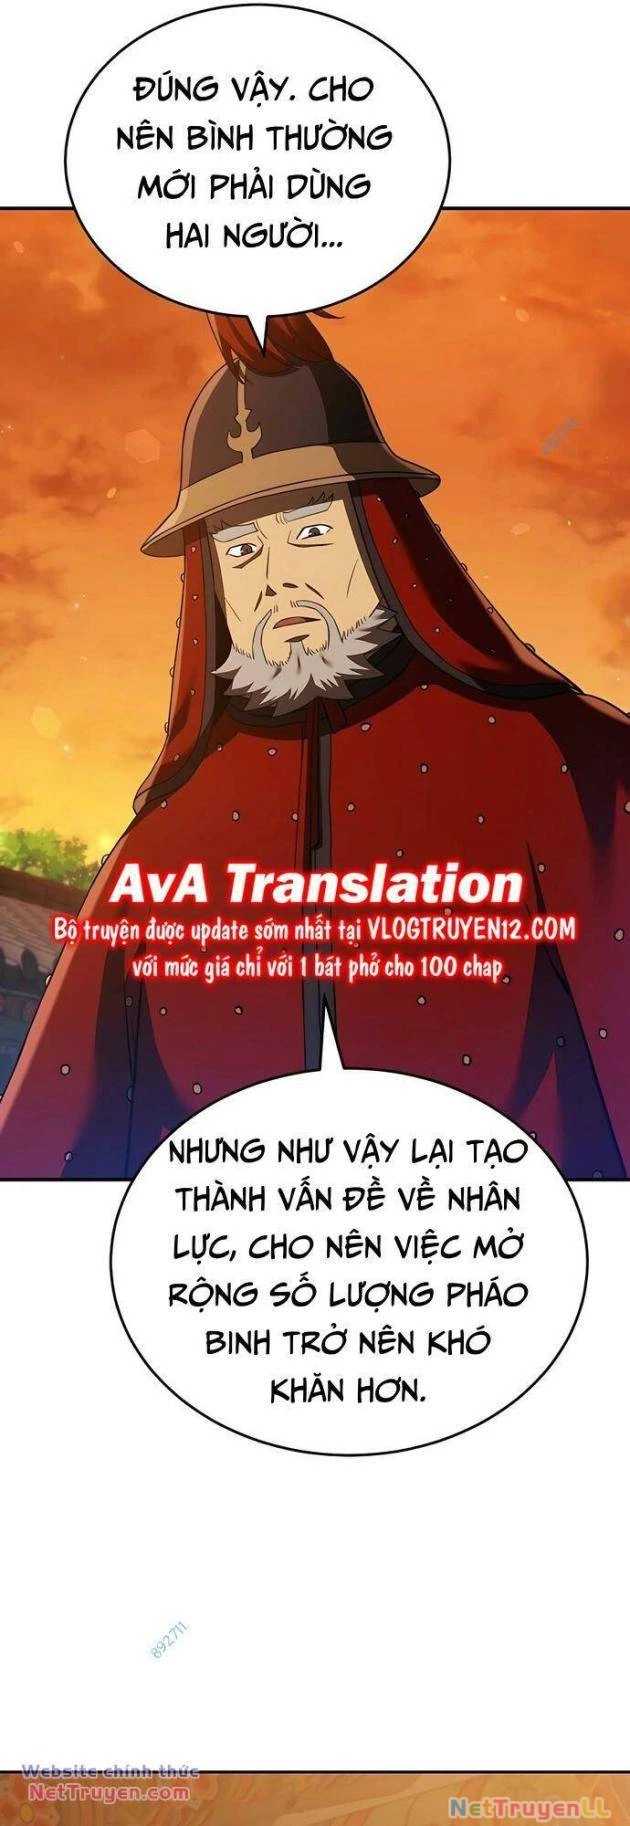 ĐÚNG VẬY. CHO
NÊN BÌNH THƯỜNG
MỚI PHẢI DÙNG
HAI NGƯỜI...
AvA Translation
Bộ truyện được update sớm nhất tại VLOGTRUYEN12.COM
với mức giá chỉ với 1 bát phở cho 100 chap
NHƯNG NHƯ VẬY LẠI TẠO
THÀNH VẤN ĐỀ VỀ NHÂN
LỰC, CHO NÊN VIỆC MỞ
RỘNG SỐ LƯỢNG PHÁO
BINH TRỞ NÊN KHÓ
KHĂN HƠN.
892711
Website chính thức
NetTruyen.com
NetTruyenLL